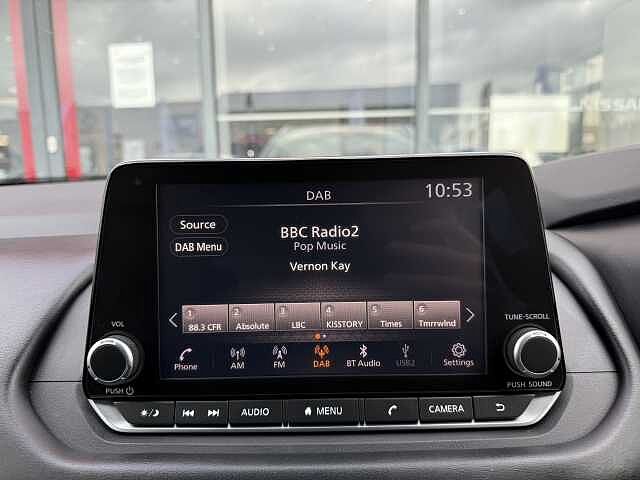 NISSAN
DAB
10:53
Source
BBC Radio2
DAB Menu
Pop Music
Vernon Kay
1 2 3 4 5 6
88.3 CFR Absolute LBC KISSTORY Times Tmrrwlnd
VOL
TUNE-SCROLL
Phone AM FM DAB BT Audio USB2 Settings
PUSH
PUSH SOUND
AUDIO MENU CAMERA